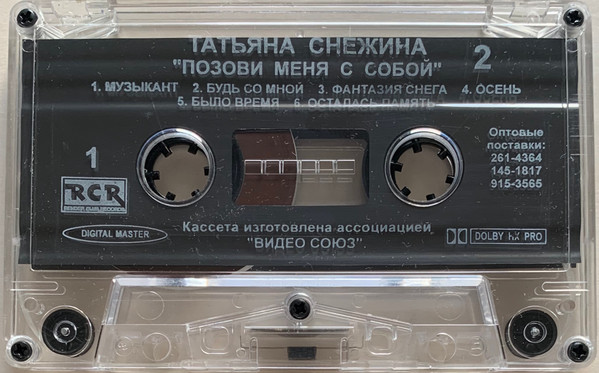 ТАТЬЯНА СНЕЖИНА
"ПОЗОВИ МЕНЯ С СОБОЙ"
2
1. МУЗЫКАНТ 2. БУДЬ СО МНОЙ 3. ФАНТАЗИЯ СНЕГА 4. ОСЕНЬ
5. БЫЛО ВРЕМЯ 6. ОСТАЛАСЬ ПАМЯТЬ
1
Оптовые
поставки:
261-4364
145-1817
915-3565
RCR
DIGITAL MASTER
Кассета изготовлена ассоциацией
"ВИДЕО СОЮЗ".
DOLBY HX PRO